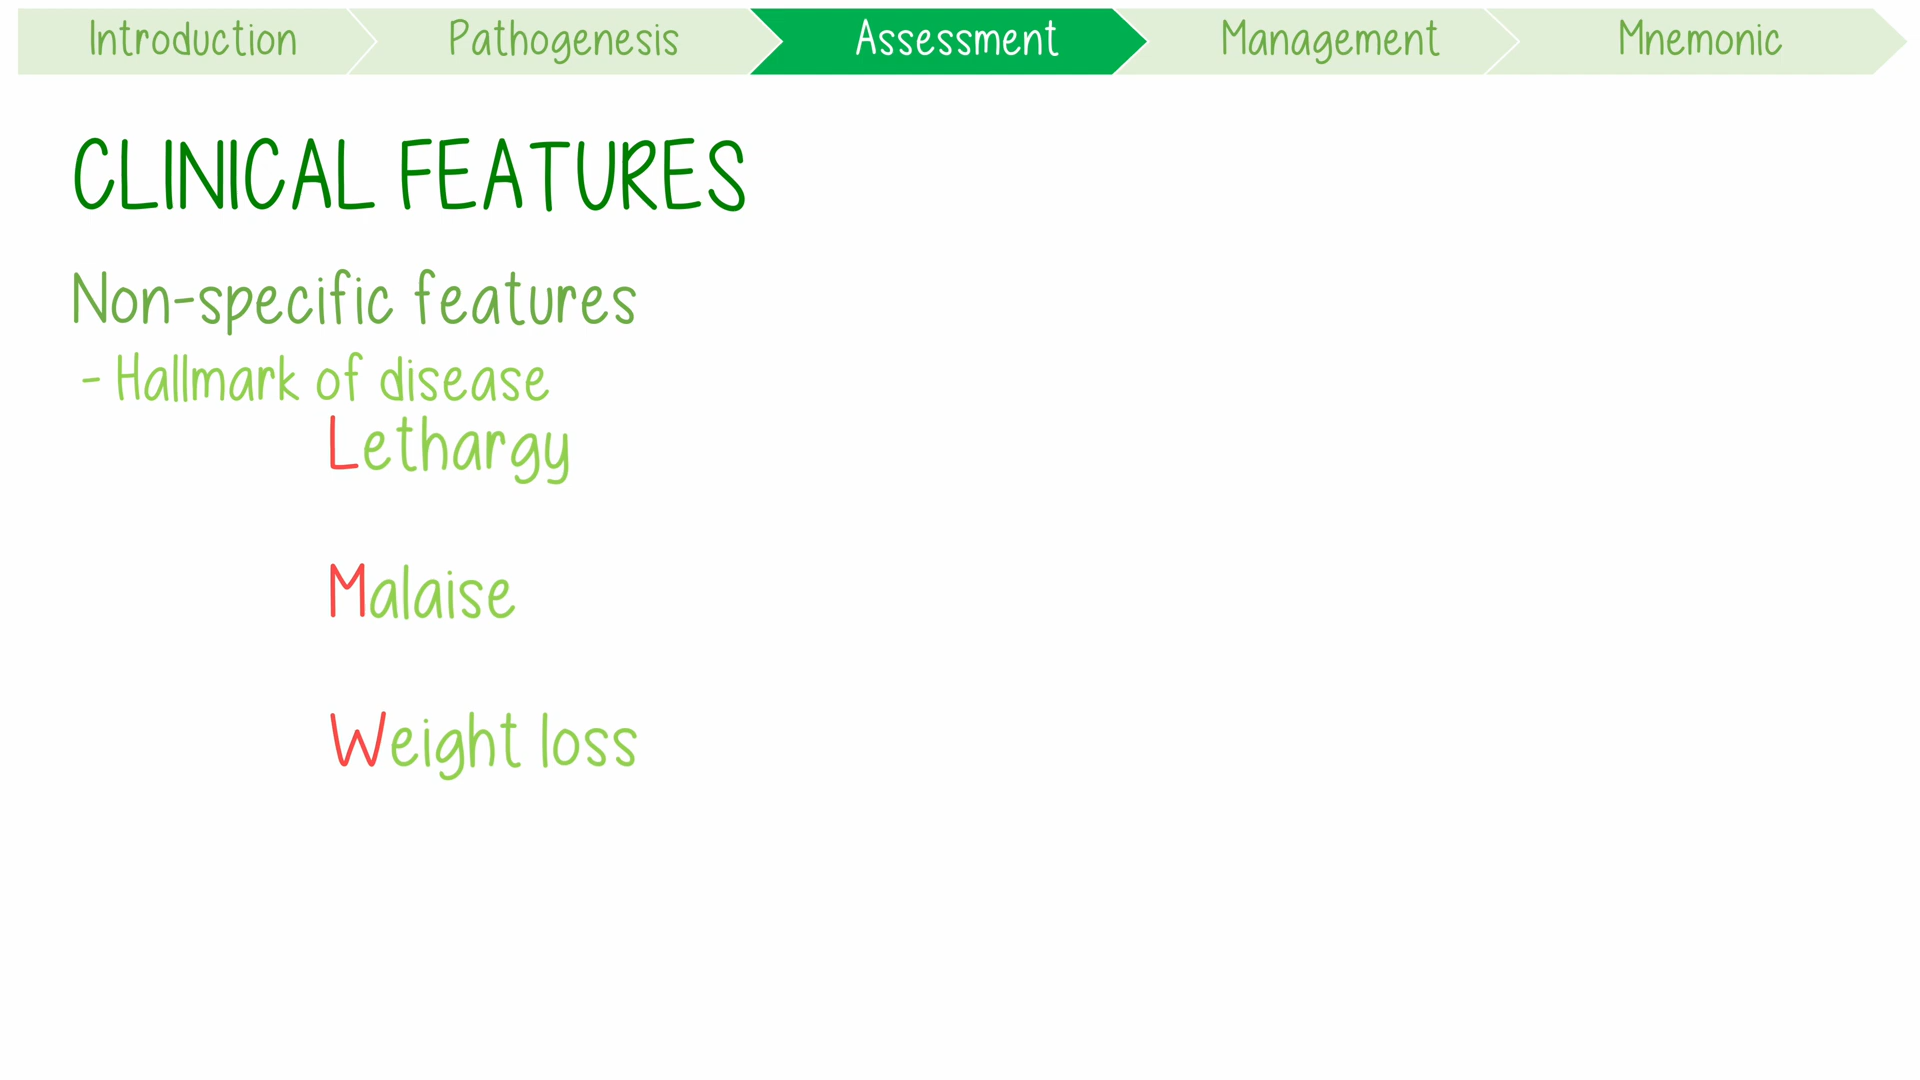 Introduction
Pathogenesis
Assessment
Management
Mnemonic
CLINICAL FEATURES
Non-specific features
- Hallmark of disease
Lethargy
Malaise
Weight loss